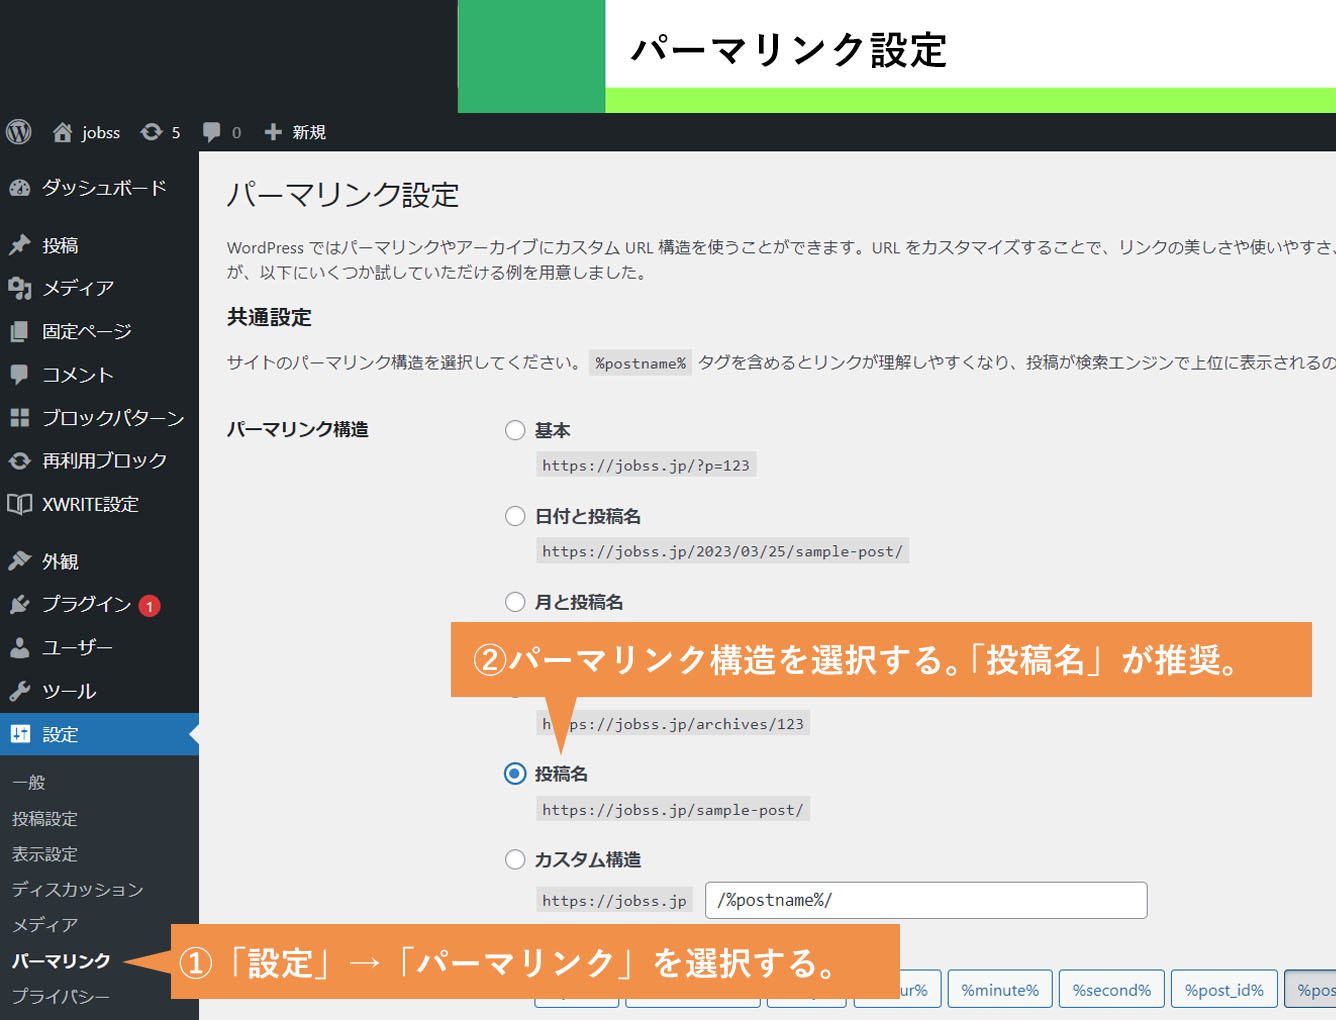 パーマリンク設定
jobss 5 0 新規
ダッシュボード
投稿
メディア
固定ページ
コメント
ブロックパターン
再利用ブロック
XWRITE設定
外観
プラグイン 1
ユーザー
ツール
設定
一般
投稿設定
表示設定
ディスカッション
メディア
パーマリンク
プライバシー
パーマリンク設定
WordPress ではパーマリンクやアーカイブにカスタム URL 構造を使うことができます。URL をカスタマイズすることで、リンクの美しさや使いやすさ、
が、以下にいくつか試していただける例を用意しました。
共通設定
サイトのパーマリンク構造を選択してください。 %postname% タグを含めるとリンクが理解しやすくなり、投稿が検索エンジンで上位に表示されるの
パーマリンク構造
基本
https://jobss.jp/?p=123
日付と投稿名
https://jobss.jp/2023/03/25/sample-post/
月と投稿名
②パーマリンク構造を選択する。「投稿名」が推奨。
https://jobss.jp/archives/123
投稿名
https://jobss.jp/sample-post/
カスタム構造
https://jobss.jp /%postname%/
①「設定」→「パーマリンク」を選択する。
ur% %minute% %second% %post_id% %pos